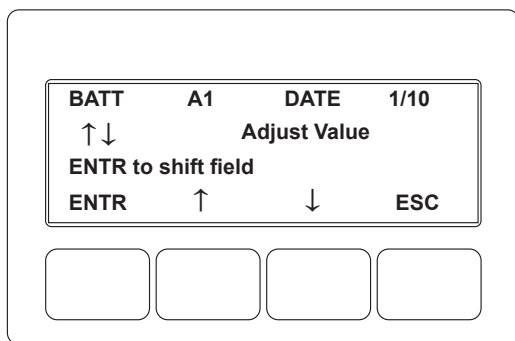 BATT A1 DATE 1/10
↑↓ Adjust Value
ENTR to shift field
ENTR ↑ ↓ ESC